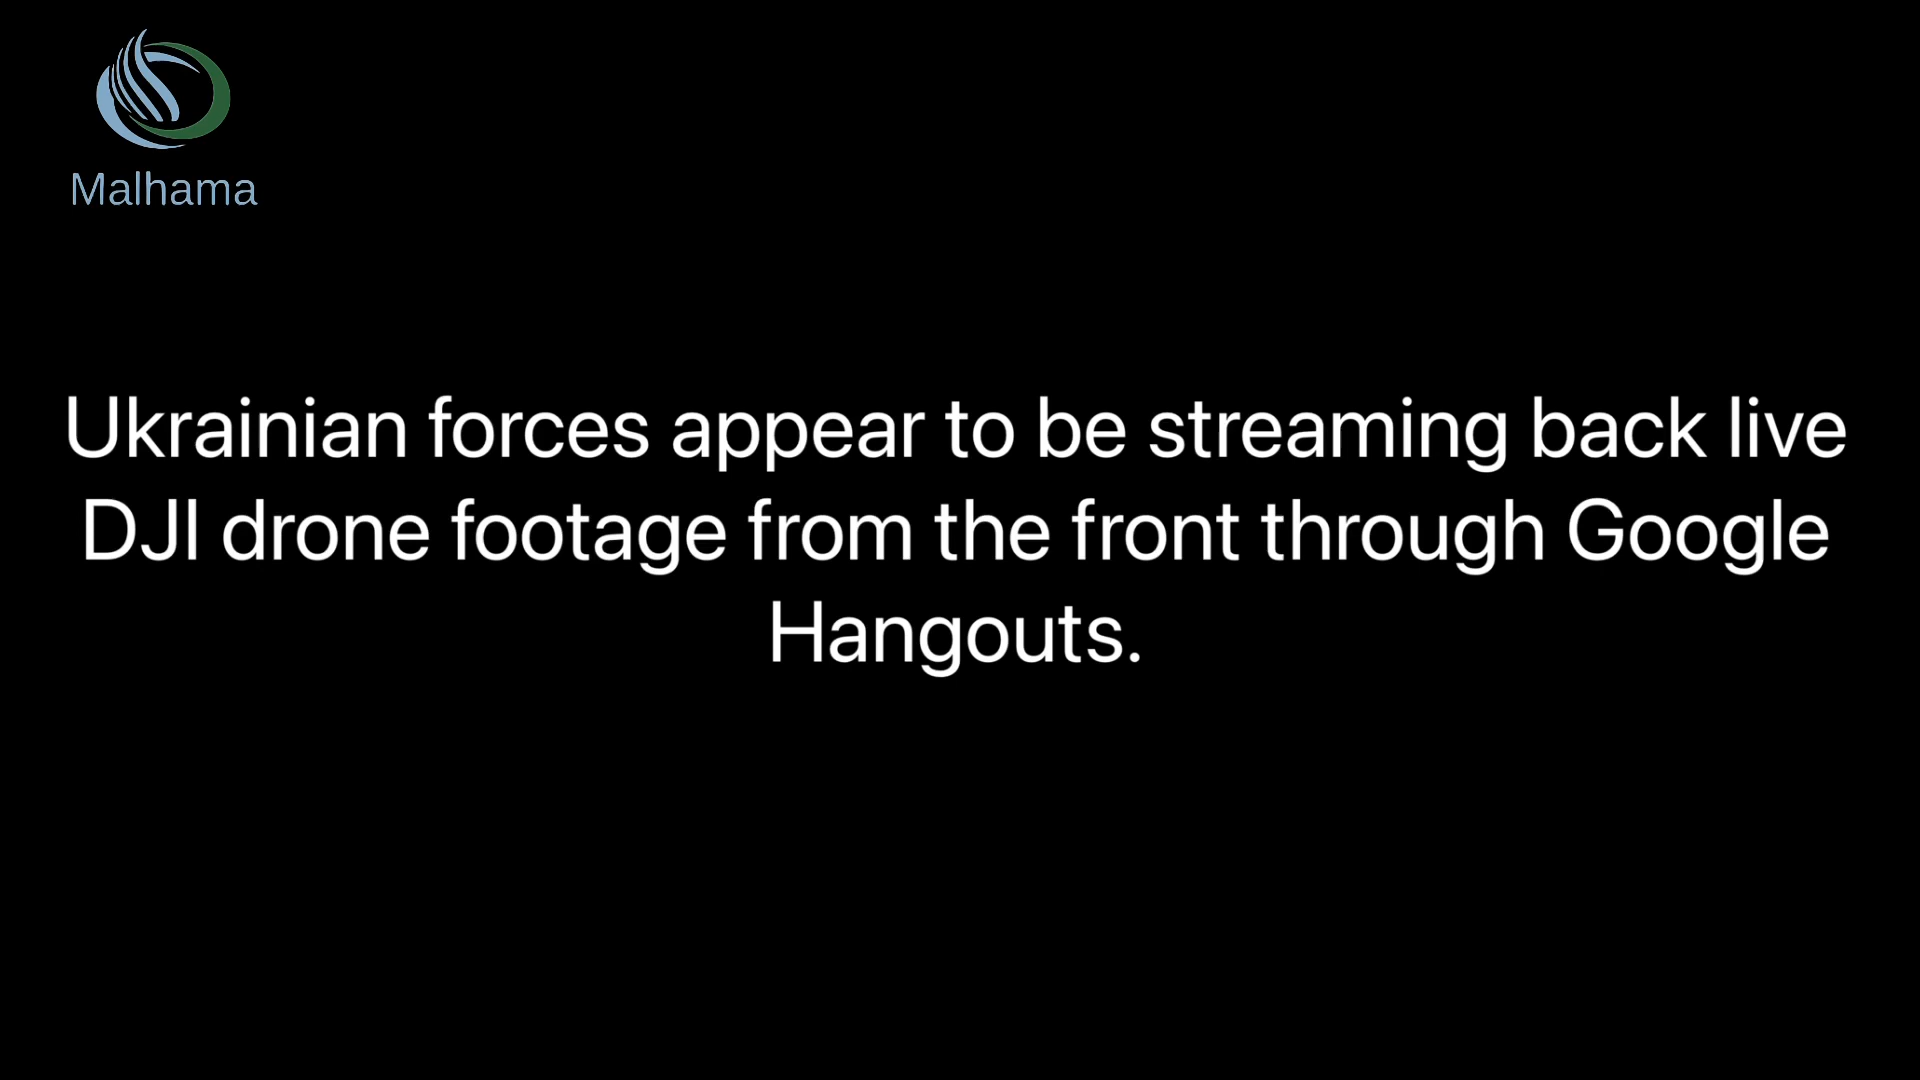 Malhama
Ukrainian forces appear to be streaming back live
DJI drone footage from the front through Google
Hangouts.